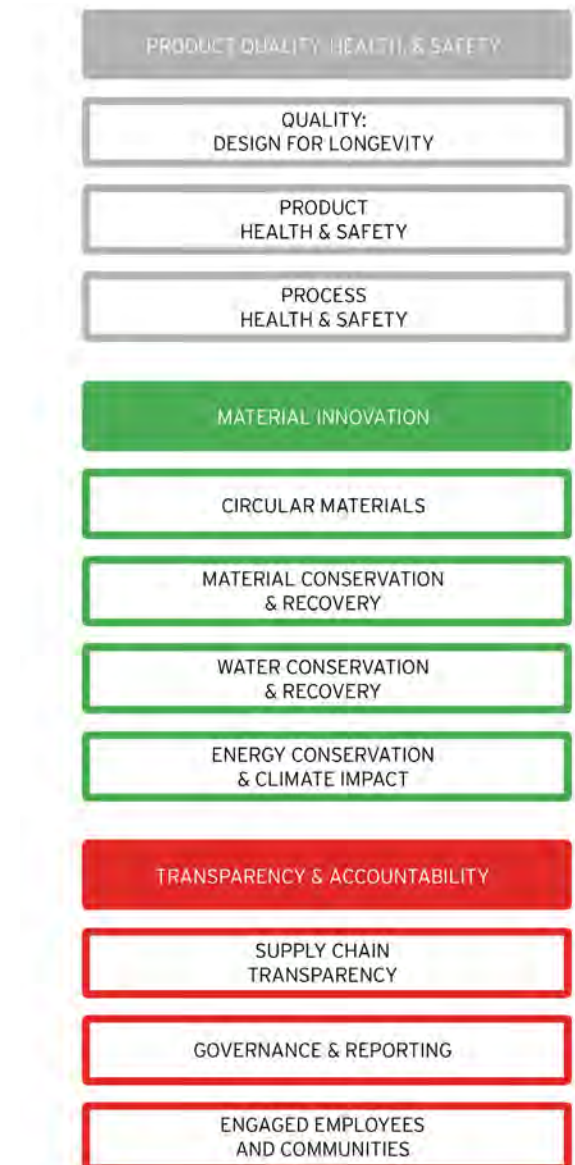 PRODUCT QUALITY, HEALTH, & SAFETY
QUALITY:
DESIGN FOR LONGEVITY
PRODUCT
HEALTH & SAFETY
PROCESS
HEALTH & SAFETY
MATERIAL INNOVATION
CIRCULAR MATERIALS
MATERIAL CONSERVATION
& RECOVERY
WATER CONSERVATION
& RECOVERY
ENERGY CONSERVATION
& CLIMATE IMPACT
TRANSPARENCY & ACCOUNTABILITY
SUPPLY CHAIN
TRANSPARENCY
GOVERNANCE & REPORTING
ENGAGED EMPLOYEES
AND COMMUNITIES